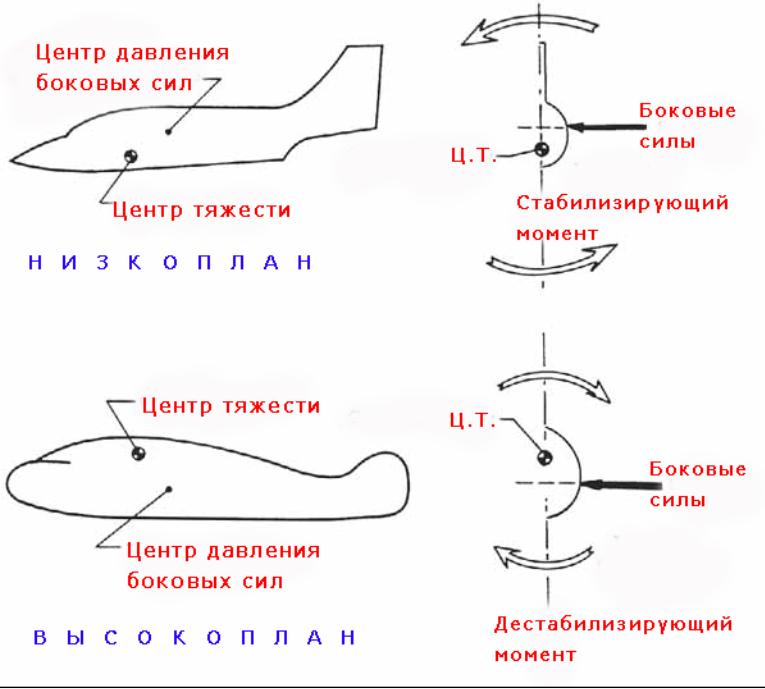 Центр давления
боковых сил
Центр тяжести
Н И З К О П Л А Н
Боковые
силы
Ц.Т.
Стабилизирующий
момент
Центр тяжести
Центр давления
боковых сил
В Ы С О К О П Л А Н
Ц.Т.
Боковые
силы
Дестабилизирующий
момент